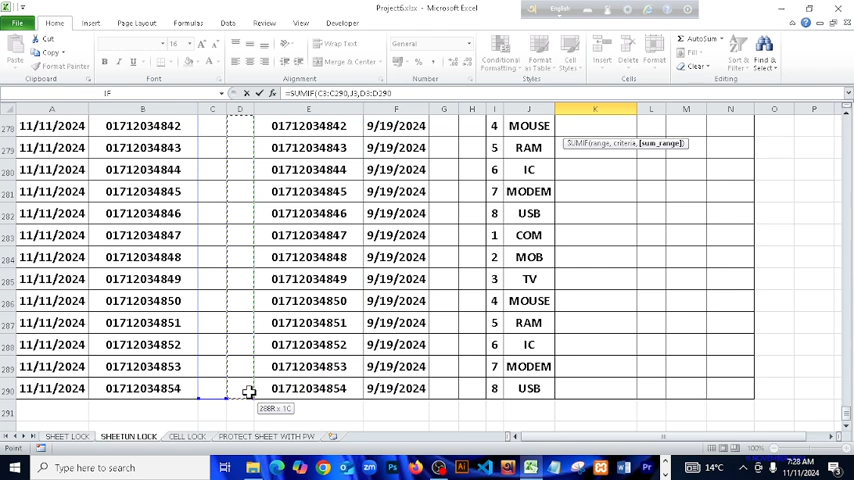 Project6.xlsx - Microsoft Excel
English
File Home Insert Page Layout Formulas Data Review View Developer
Cut
Copy
Format Painter
Paste
Clipboard
16
B I U
Font
Wrap Text
Merge & Center
Alignment
General
Number
Conditional Formatting
Format as Table
Cell Styles
Styles
Insert Delete Format
Cells
AutoSum
Fill
Clear
Sort & Filter
Find & Select
Editing
IF =SUMIF(C3:C290,J3,D3:D290
A B C D E F G H I J K L M N O P
278 11/11/2024 01712034842 01712034842 9/19/2024 4 MOUSE
SUMIF(range, criteria, [sum_range])
279 11/11/2024 01712034843 01712034843 9/19/2024 5 RAM
280 11/11/2024 01712034844 01712034844 9/19/2024 6 IC
281 11/11/2024 01712034845 01712034845 9/19/2024 7 MODEM
282 11/11/2024 01712034846 01712034846 9/19/2024 8 USB
283 11/11/2024 01712034847 01712034847 9/19/2024 1 COM
284 11/11/2024 01712034848 01712034848 9/19/2024 2 MOB
285 11/11/2024 01712034849 01712034849 9/19/2024 3 TV
286 11/11/2024 01712034850 01712034850 9/19/2024 4 MOUSE
287 11/11/2024 01712034851 01712034851 9/19/2024 5 RAM
288 11/11/2024 01712034852 01712034852 9/19/2024 6 IC
289 11/11/2024 01712034853 01712034853 9/19/2024 7 MODEM
290 11/11/2024 01712034854 01712034854 9/19/2024 8 USB
288R x 1C
291
SHEET LOCK SHEETUN LOCK CELL LOCK PROTECT SHEET WITH PW
Point 100%
Type here to search
14°C
7:28 AM
11/11/2024